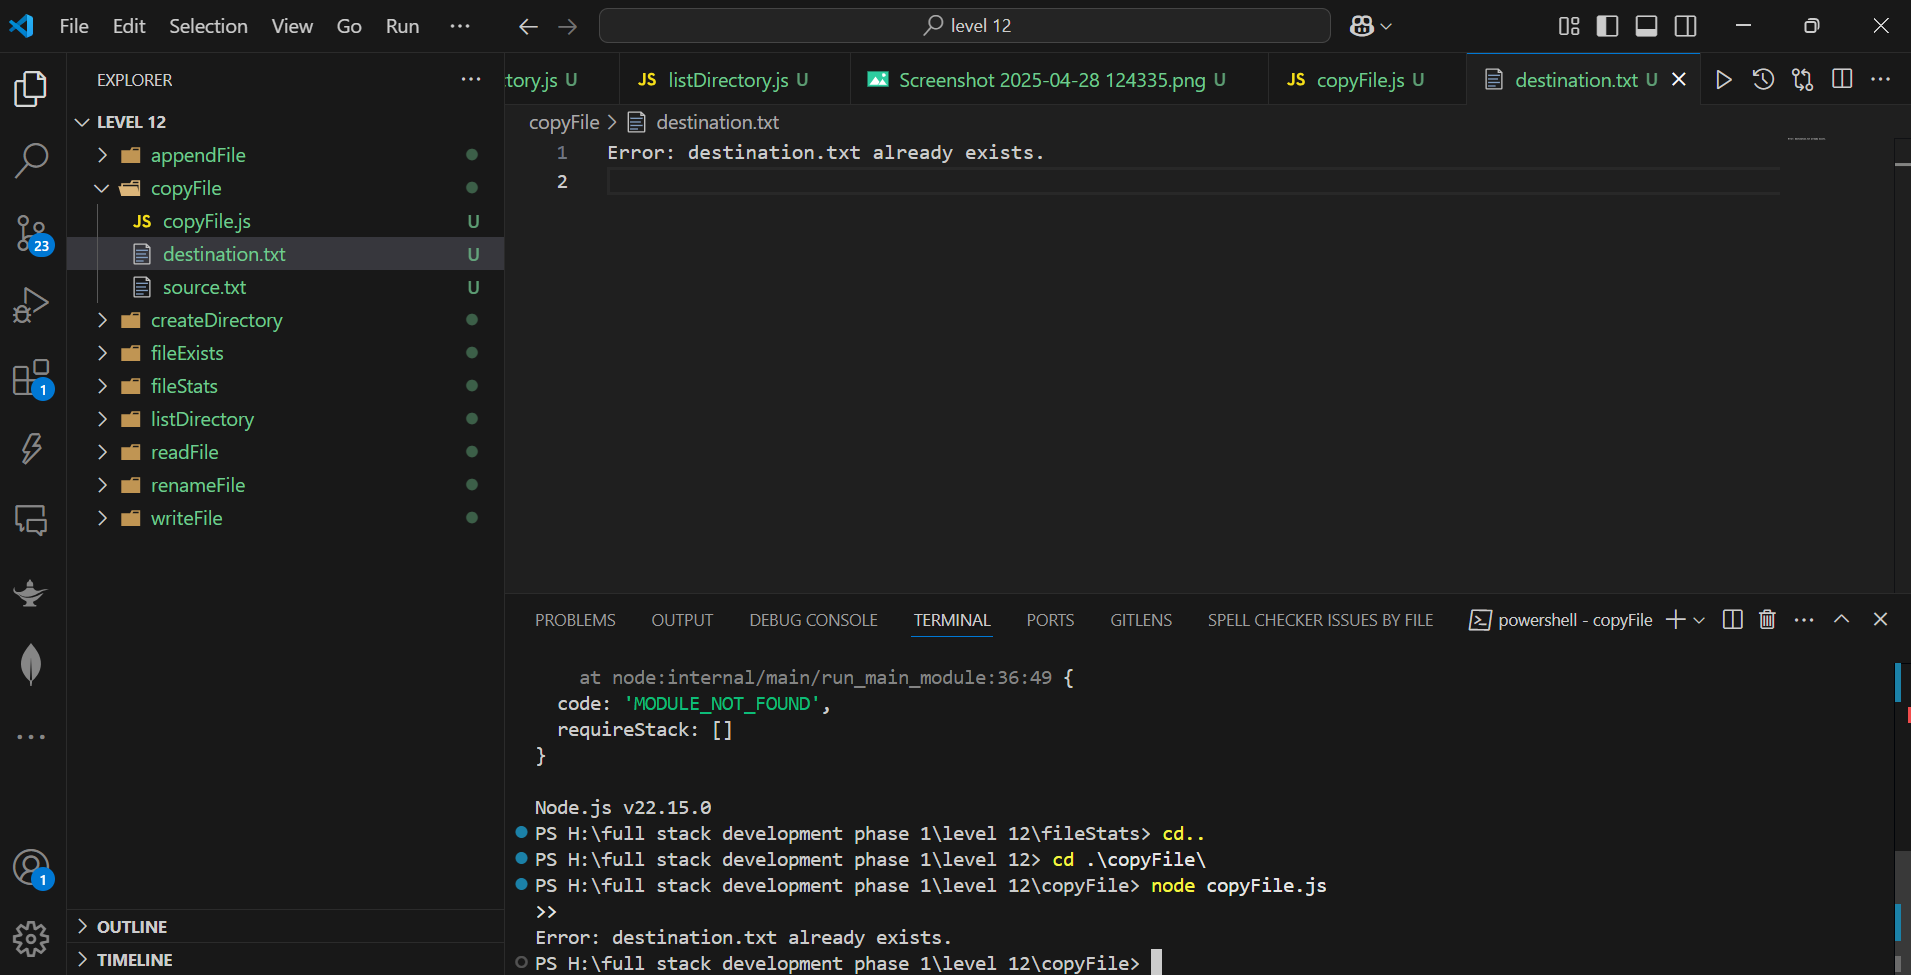 File Edit Selection View Go Run ··· level 12
EXPLORER ···
tory.js U JS listDirectory.js U Screenshot 2025-04-28 124335.png U JS copyFile.js U destination.txt U
LEVEL 12
appendFile
copyFile
JS copyFile.js U
destination.txt U
source.txt U
createDirectory
fileExists
fileStats
listDirectory
readFile
renameFile
writeFile
OUTLINE
TIMELINE
23
1
1
copyFile > destination.txt
1 Error: destination.txt already exists.
2
PROBLEMS OUTPUT DEBUG CONSOLE TERMINAL PORTS GITLENS SPELL CHECKER ISSUES BY FILE powershell - copyFile
at node:internal/main/run_main_module:36:49 {
code: 'MODULE_NOT_FOUND',
requireStack: []
}
Node.js v22.15.0
PS H:\full stack development phase 1\level 12\fileStats> cd..
PS H:\full stack development phase 1\level 12> cd .\copyFile\
PS H:\full stack development phase 1\level 12\copyFile> node copyFile.js
>>
Error: destination.txt already exists.
PS H:\full stack development phase 1\level 12\copyFile>